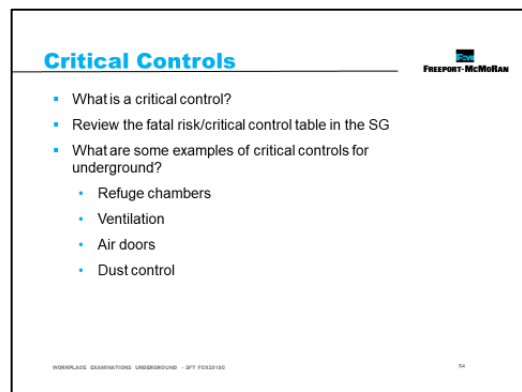 Critical Controls
FREEPORT-MCMORAN
What is a critical control?
Review the fatal risk/critical control table in the SG
What are some examples of critical controls for
underground?
Refuge chambers
Ventilation
Air doors
Dust control
WORKPLACE EXAMINATIONS UNDERGROUND - SFT FCX2910C
54